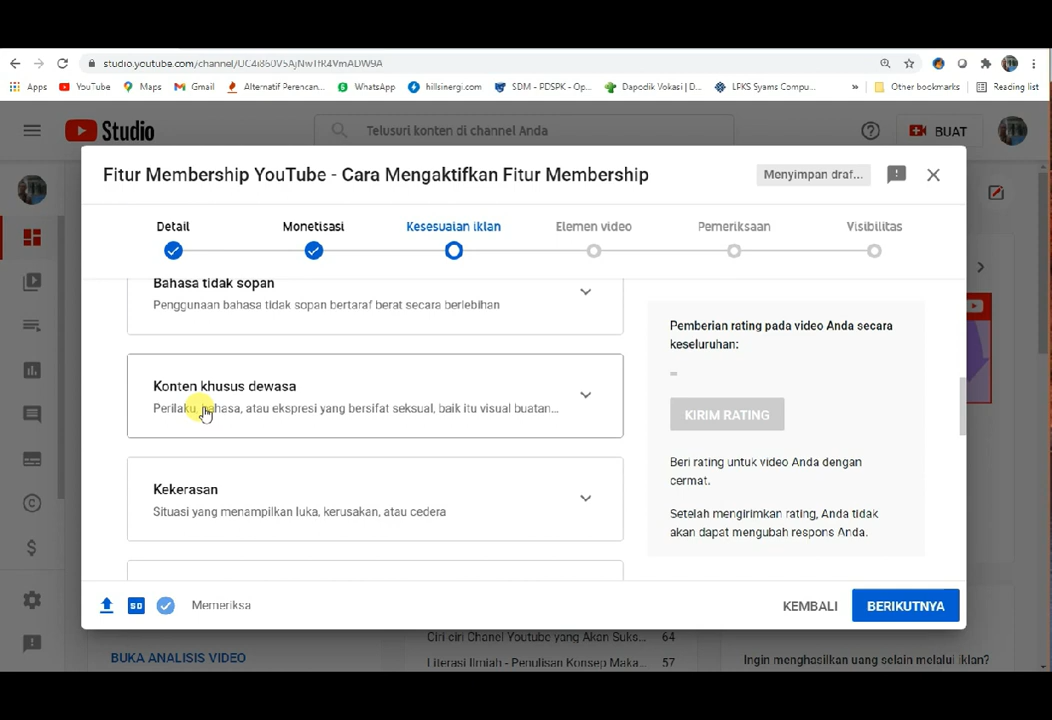 studio.youtube.com/channel/
Apps YouTube Maps Gmail Alternatif Perencan... WhatsApp hillsinergi.com SDM - PDSPK - Op... Dapodik Vokasi | D... LPKS Syams Compu... » Other bookmarks Reading list
Studio
Telusuri konten di channel Anda
BUAT
Fitur Membership YouTube - Cara Mengaktifkan Fitur Membership
Menyimpan draf...
Detail Monetisasi Kesesuaian iklan Elemen video Pemeriksaan Visibilitas
Bahasa tidak sopan
Penggunaan bahasa tidak sopan bertaraf berat secara berlebihan
Konten khusus dewasa
Perilaku, bahasa, atau ekspresi yang bersifat seksual, baik itu visual buatan...
Kekerasan
Situasi yang menampilkan luka, kerusakan, atau cedera
Pemberian rating pada video Anda secara
keseluruhan:
-
KIRIM RATING
Beri rating untuk video Anda dengan
cermat.
Setelah mengirimkan rating, Anda tidak
akan dapat mengubah respons Anda.
SD Memeriksa
KEMBALI
BERIKUTNYA
Ciri ciri Chanel Youtube yang Akan Suks... 64
Literasi Ilmiah - Penulisan Konsep Maka... 57
BUKA ANALISIS VIDEO
Ingin menghasilkan uang selain melalui iklan?